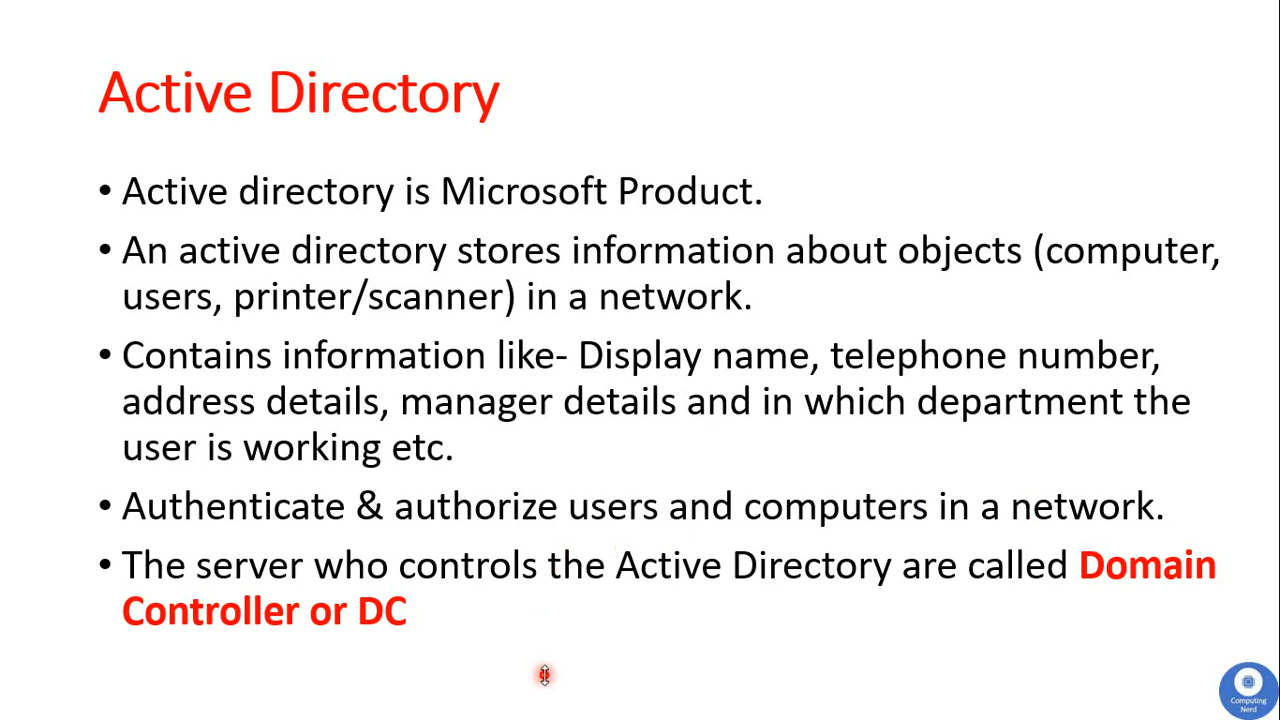 Active Directory
• Active directory is Microsoft Product.
• An active directory stores information about objects (computer,
users, printer/scanner) in a network.
• Contains information like- Display name, telephone number,
address details, manager details and in which department the
user is working etc.
• Authenticate & authorize users and computers in a network.
• The server who controls the Active Directory are called Domain
Controller or DC
Computing
Nerd